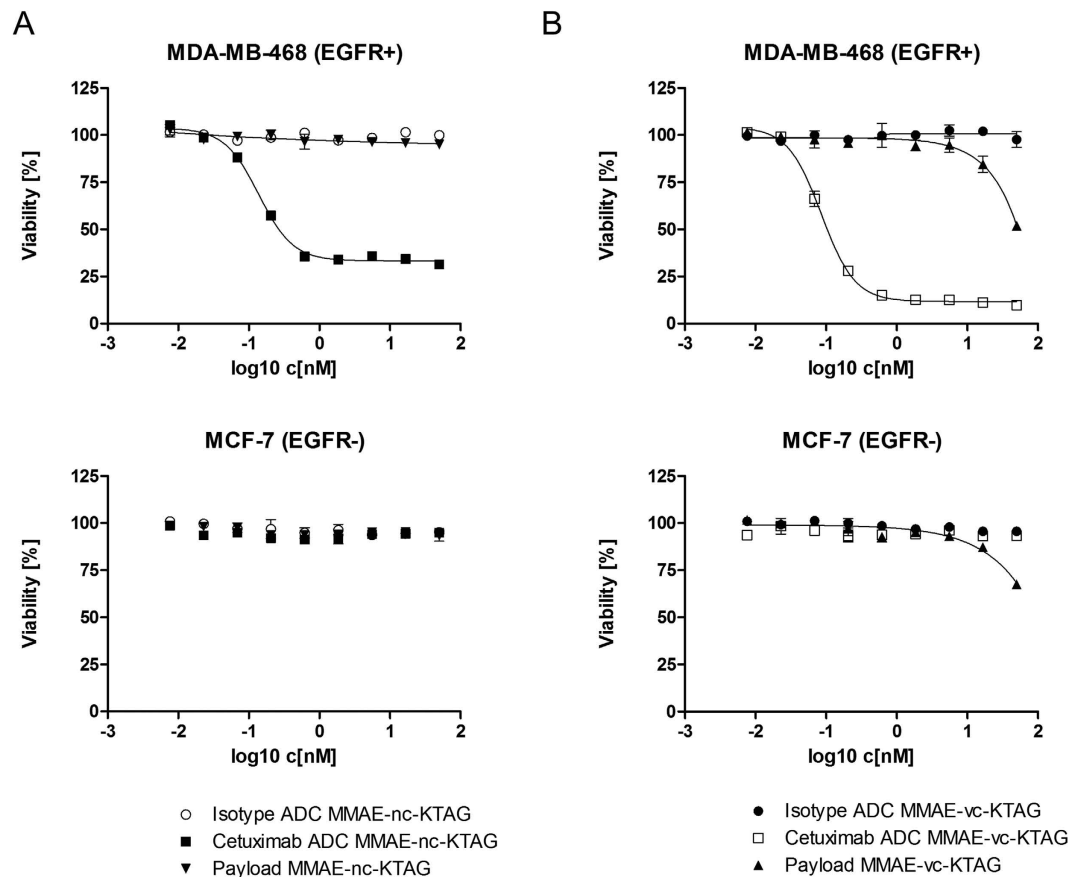 A
MDA-MB-468 (EGFR+)
125
100
75
50
25
0
Viability [%]
-3 -2 -1 0 1 2
log10 c[nM]
B
MDA-MB-468 (EGFR+)
125
100
75
50
25
0
Viability [%]
-3 -2 -1 0 1 2
log10 c[nM]
MCF-7 (EGFR-)
125
100
75
50
25
0
Viability [%]
-3 -2 -1 0 1 2
log10 c[nM]
MCF-7 (EGFR-)
125
100
75
50
25
0
Viability [%]
-3 -2 -1 0 1 2
log10 c[nM]
Isotype ADC MMAE-nc-KTAG
Cetuximab ADC MMAE-nc-KTAG
Payload MMAE-nc-KTAG
Isotype ADC MMAE-vc-KTAG
Cetuximab ADC MMAE-vc-KTAG
Payload MMAE-vc-KTAG